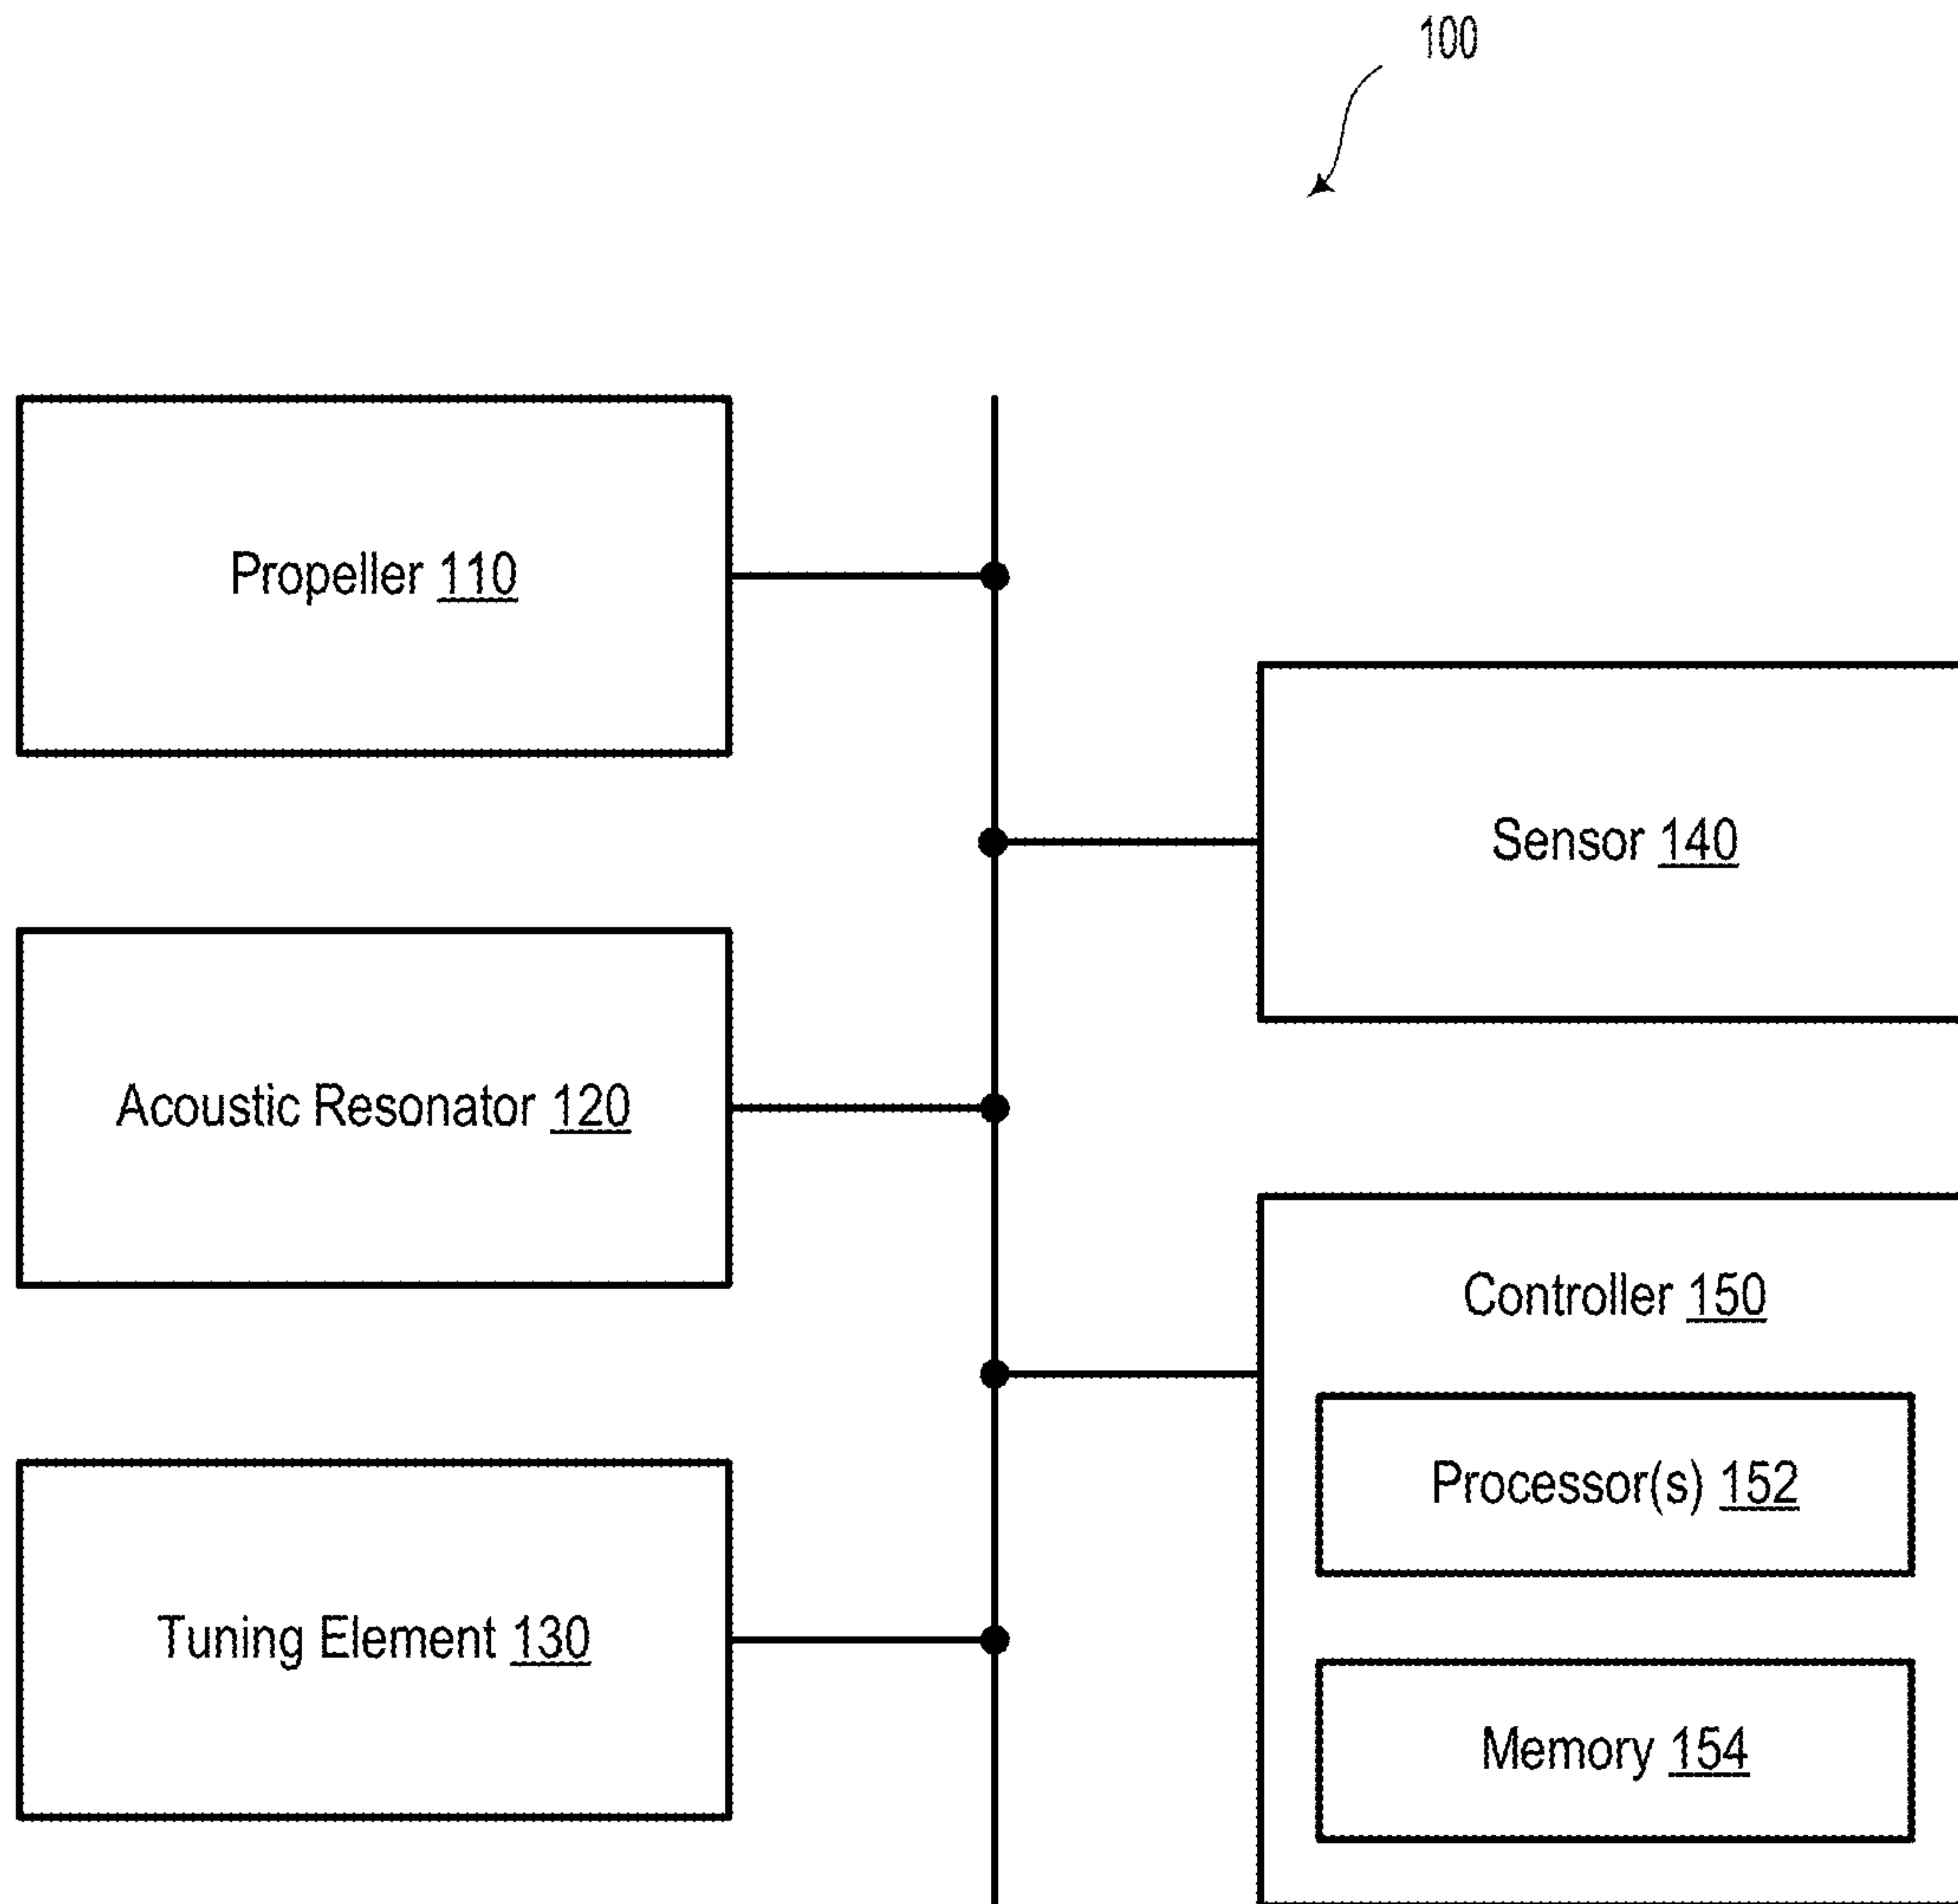 100
Propeller 110
Sensor 140
Acoustic Resonator 120
Controller 150
Processor(s) 152
Tuning Element 130
Memory 154